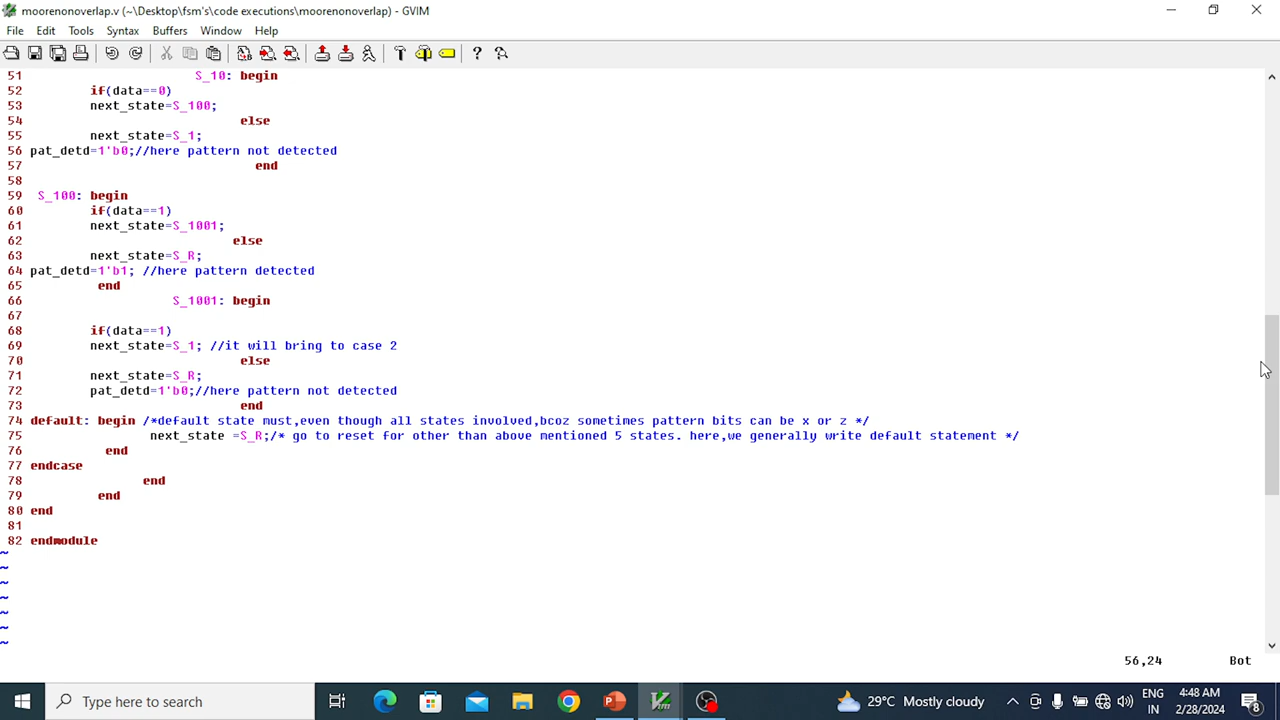 moorenonoverlap.v (~\Desktop\fsm's\code executions\moorenonoverlap) - GVIM
File Edit Tools Syntax Buffers Window Help
51 S_10: begin
52 if(data==0)
53 next_state=S_100;
54 else
55 next_state=S_1;
56 pat_detd=1'b0;//here pattern not detected
57 end
58
59 S_100: begin
60 if(data==1)
61 next_state=S_1001;
62 else
63 next_state=S_R;
64 pat_detd=1'b1; //here pattern detected
65 end
66 S_1001: begin
67
68 if(data==1)
69 next_state=S_1; //it will bring to case 2
70 else
71 next_state=S_R;
72 pat_detd=1'b0;//here pattern not detected
73 end
74 default: begin /*default state must,even though all states involved,bcoz sometimes pattern bits can be x or z */
75 next_state =S_R;/* go to reset for other than above mentioned 5 states. here,we generally write default statement */
76 end
77 endcase
78 end
79 end
80 end
81
82 endmodule
~
~
~
~
~
~
~
56,24 Bot
Type here to search
29°C Mostly cloudy
ENG
IN
4:48 AM
2/28/2024
8